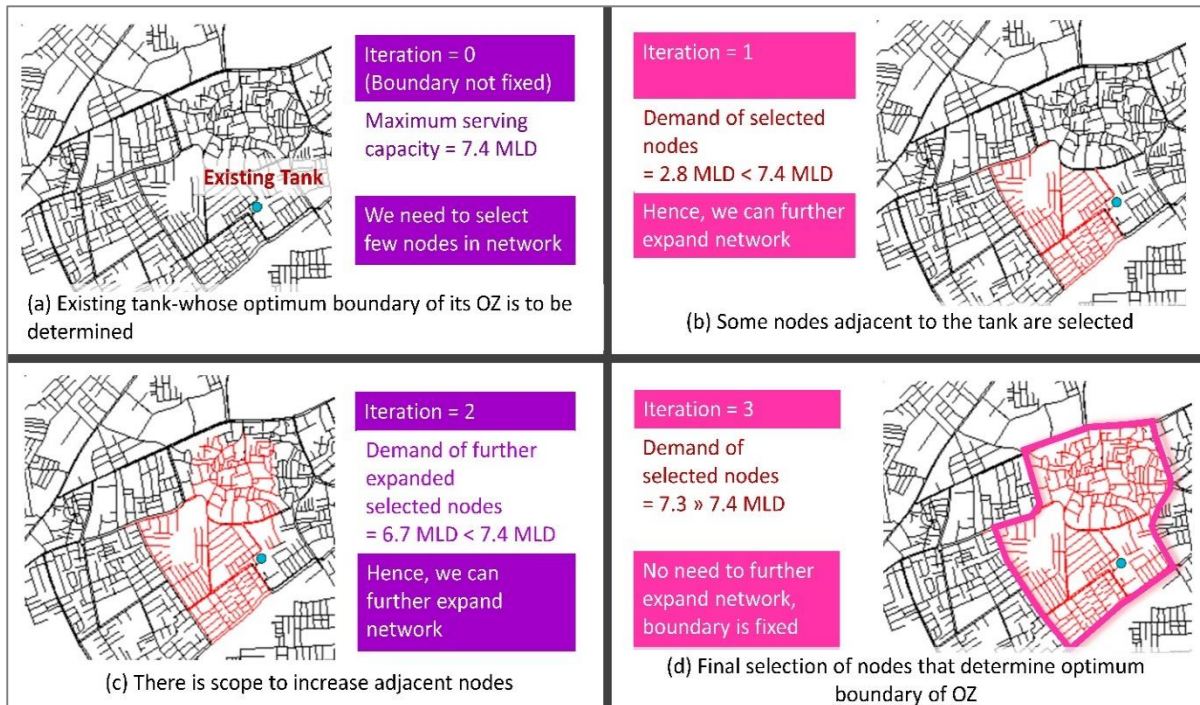 Iteration = 0
(Boundary not fixed)
Maximum serving
capacity = 7.4 MLD
Existing Tank
We need to select
few nodes in network
(a) Existing tank-whose optimum boundary of its OZ is to be
determined
Iteration = 1
Demand of selected
nodes
= 2.8 MLD < 7.4 MLD
Hence, we can further
expand network
(b) Some nodes adjacent to the tank are selected
Iteration = 2
Demand of further
expanded
selected nodes
= 6.7 MLD < 7.4 MLD
Hence, we can
further expand
network
(c) There is scope to increase adjacent nodes
Iteration = 3
Demand of
selected nodes
= 7.3 » 7.4 MLD
No need to further
expand network,
boundary is fixed
(d) Final selection of nodes that determine optimum
boundary of OZ